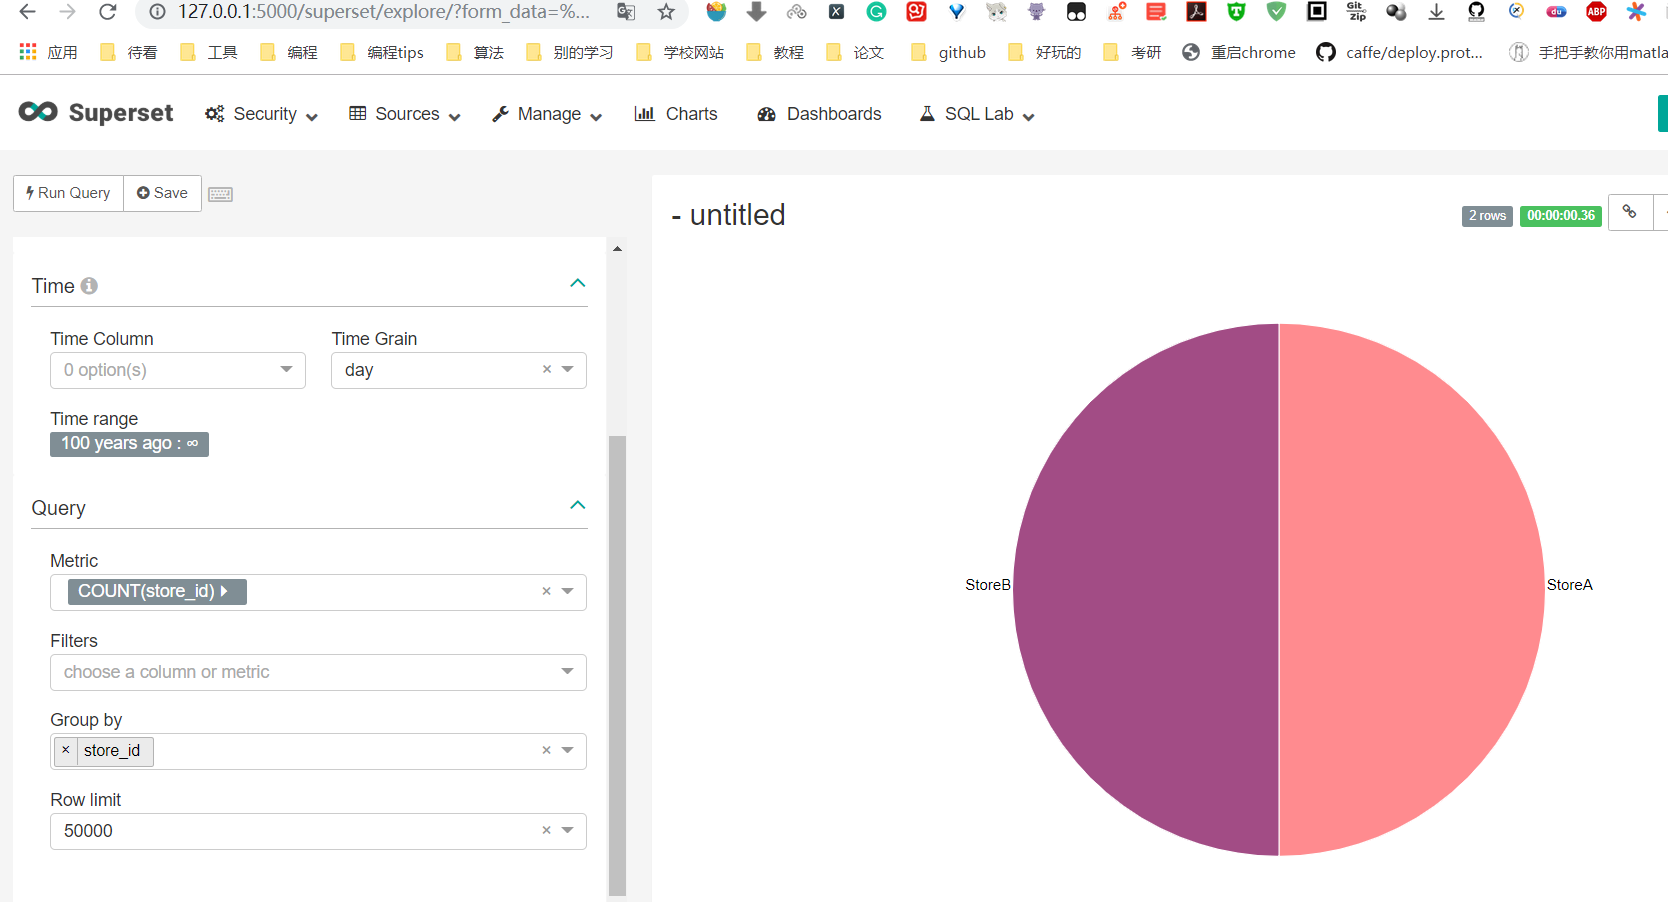 127.0.0.1:5000/superset/explore/?form_data=%...
Git Zip
du
ABP
应用 待看 工具 编程 编程tips 算法 别的学习 学校网站 教程 论文 github 好玩的 考研 重启chrome caffe/deploy.prot... 手把手教你用matla
Superset Security Sources Manage Charts Dashboards SQL Lab
Run Query Save
- untitled
2 rows 00:00:00.36
Time
Time Column Time Grain
0 option(s) day
Time range
100 years ago : ∞
Query
Metric
COUNT(store_id)
Filters
choose a column or metric
Group by
× store_id
Row limit
50000
StoreB StoreA